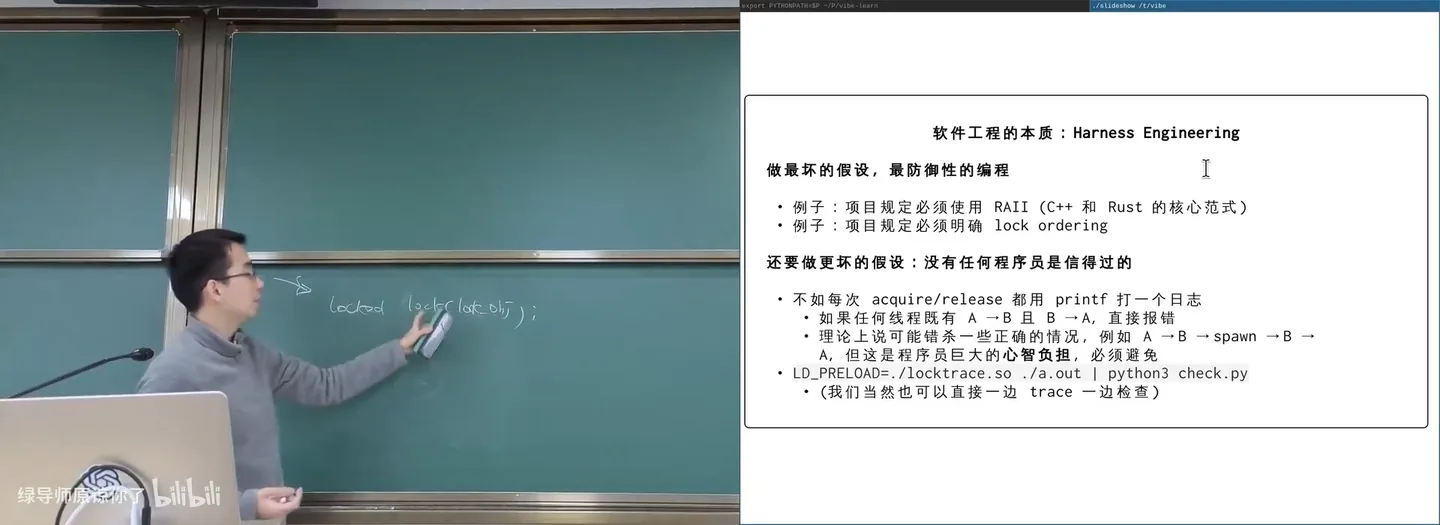 export PYTHONPATH=$P ~/P/vibe-learn
./slideshow /t/vibe
软件工程的本质：Harness Engineering
做最坏的假设，最防御性的编程
• 例子：项目规定必须使用 RAII (C++ 和 Rust 的核心范式)
• 例子：项目规定必须明确 lock ordering
还要做更坏的假设：没有任何程序员是信得过的
• 不如每次 acquire/release 都用 printf 打一个日志
• 如果任何线程既有 A →B 且 B →A，直接报错
• 理论上说可能错杀一些正确的情况，例如 A →B →spawn →B →
A，但这是程序员巨大的心智负担，必须避免
• LD_PRELOAD=./locktrace.so ./a.out | python3 check.py
• (我们当然也可以直接一边 trace 一边检查)
locked
绿导师原谅你了 bilibili